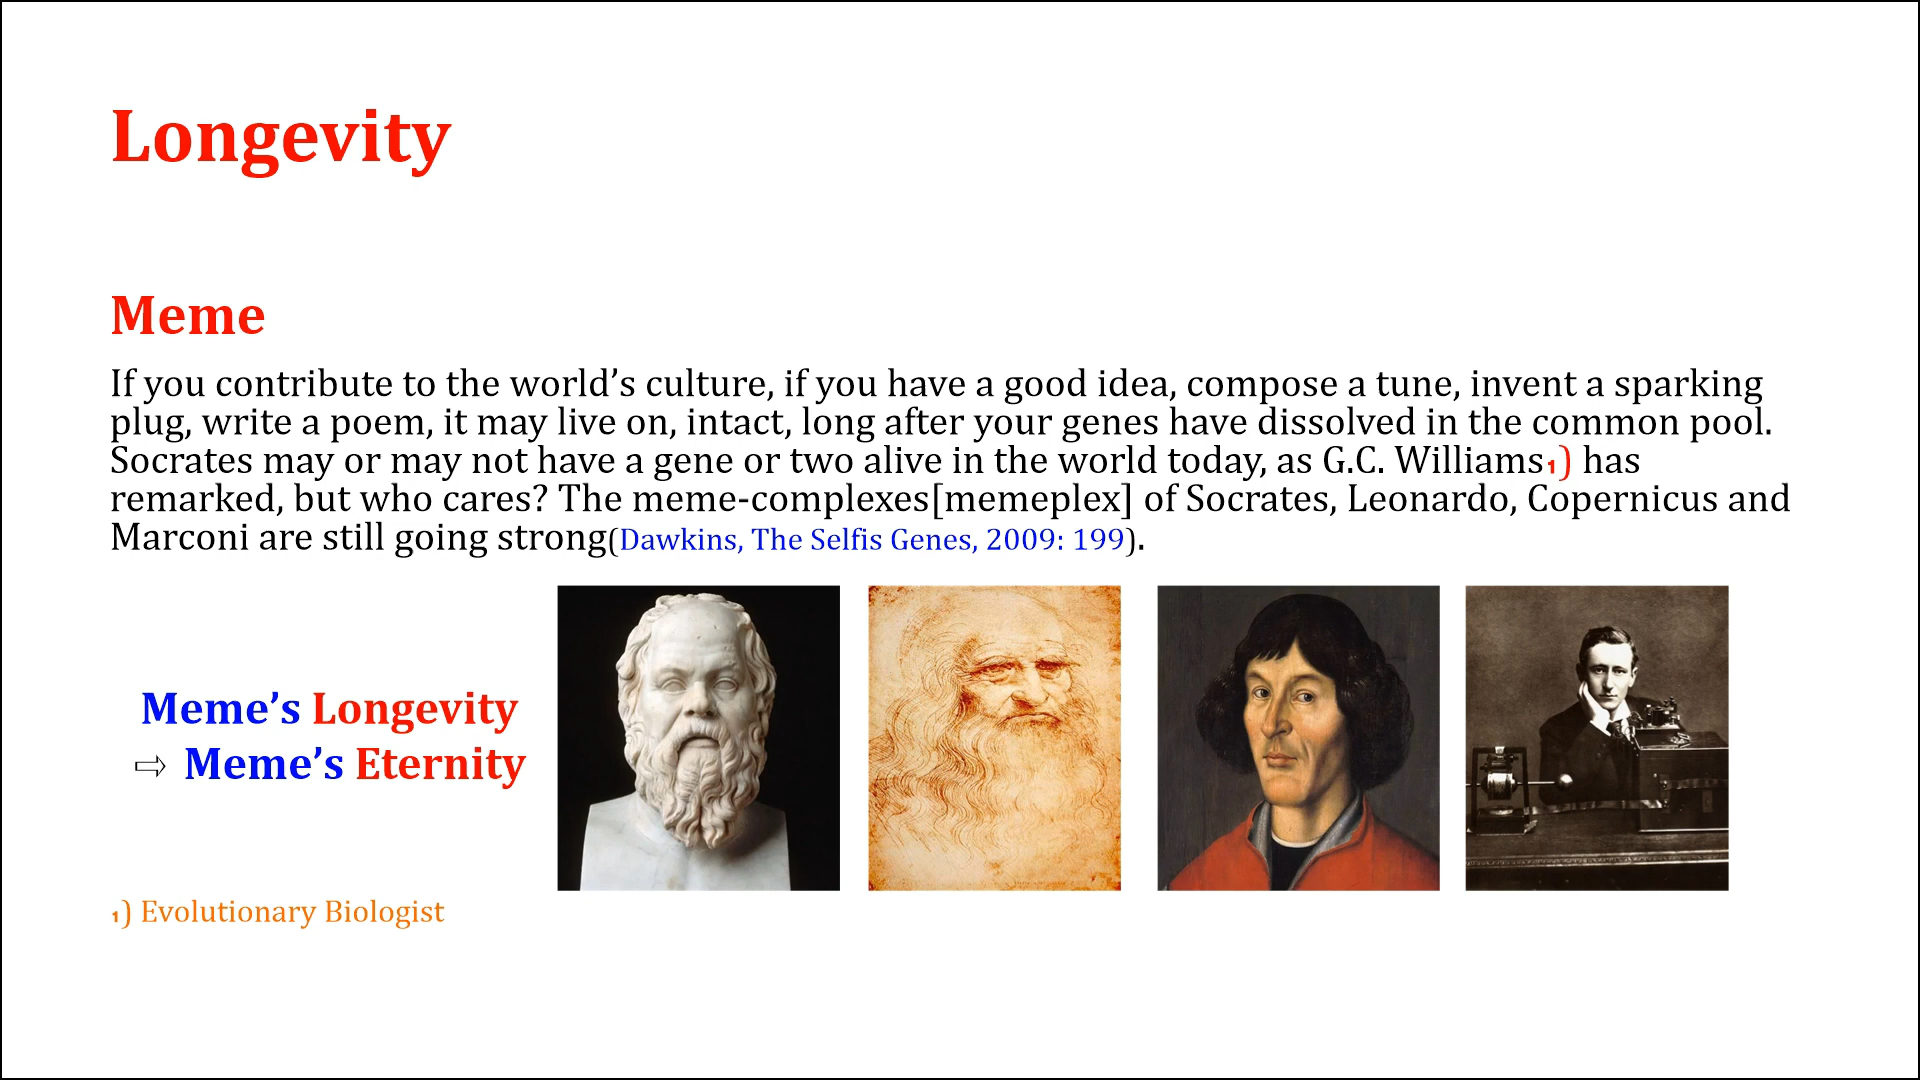 Longevity
Meme
If you contribute to the world’s culture, if you have a good idea, compose a tune, invent a sparking
plug, write a poem, it may live on, intact, long after your genes have dissolved in the common pool.
Socrates may or may not have a gene or two alive in the world today, as G.C. Williams₁) has
remarked, but who cares? The meme-complexes[memeplex] of Socrates, Leonardo, Copernicus and
Marconi are still going strong(Dawkins, The Selfis Genes, 2009: 199).
Meme’s Longevity
⇨ Meme’s Eternity
₁) Evolutionary Biologist